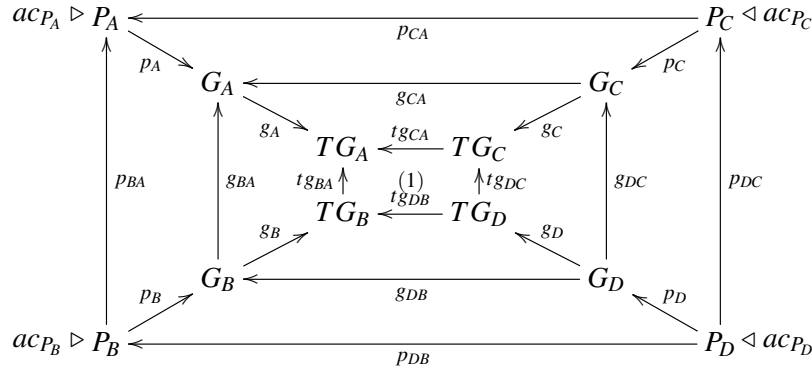 ac_{P_A} ▷ P_A P_C ◁ ac_{P_C}
p_{CA}
p_A p_C
G_A G_C
g_{CA}
g_A tg_{CA} g_C
TG_A TG_C
p_{BA} g_{BA} tg_{BA} (1) tg_{DC} g_{DC} p_{DC}
tg_{DB}
TG_B TG_D
g_B g_D
G_B G_D
g_{DB}
p_B p_D
ac_{P_B} ▷ P_B P_D ◁ ac_{P_D}
p_{DB}